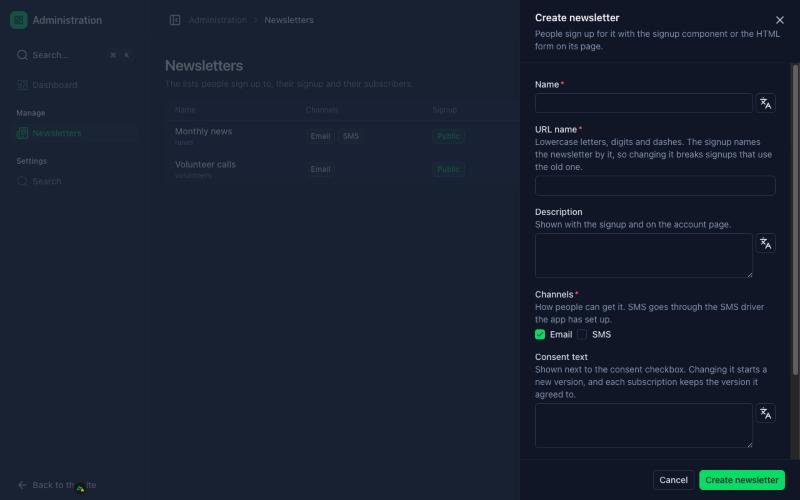 Administration
Search...
⌘ K
Dashboard
Manage
Newsletters
Settings
Search
Back to the site
Administration > Newsletters
Newsletters
The lists people sign up to, their signup and their subscribers.
Name Channels Signup
Monthly news
news
Email SMS Public
Volunteer calls
volunteers
Email Public
Create newsletter
People sign up for it with the signup component or the HTML
form on its page.
Name*
URL name*
Lowercase letters, digits and dashes. The signup names
the newsletter by it, so changing it breaks signups that use
the old one.
Description
Shown with the signup and on the account page.
Channels*
How people can get it. SMS goes through the SMS driver
the app has set up.
Email SMS
Consent text
Shown next to the consent checkbox. Changing it starts a
new version, and each subscription keeps the version it
agreed to.
Cancel Create newsletter